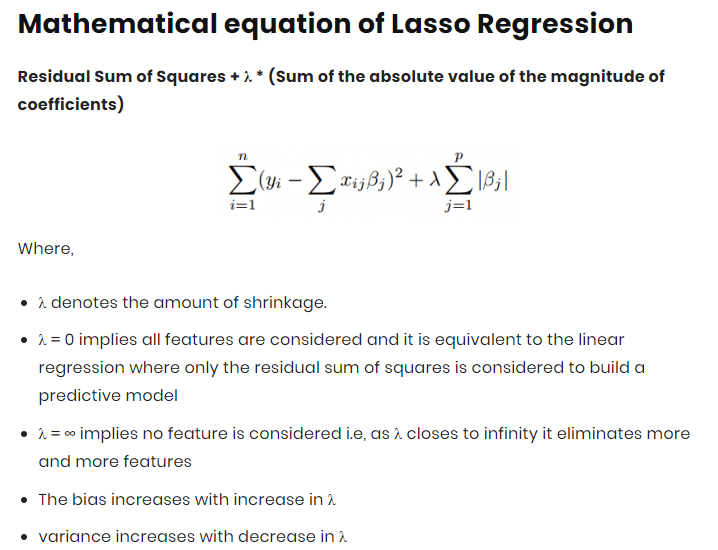 Mathematical equation of Lasso Regression
Residual Sum of Squares + λ * (Sum of the absolute value of the magnitude of
coefficients)
\sum_{i=1}^{n}(y_i - \sum_{j} x_{ij}\beta_j)^2 + \lambda \sum_{j=1}^{p} |\beta_j|
Where,
• λ denotes the amount of shrinkage.
• λ = 0 implies all features are considered and it is equivalent to the linear
regression where only the residual sum of squares is considered to build a
predictive model
• λ = ∞ implies no feature is considered i.e, as λ closes to infinity it eliminates more
and more features
• The bias increases with increase in λ
• variance increases with decrease in λ